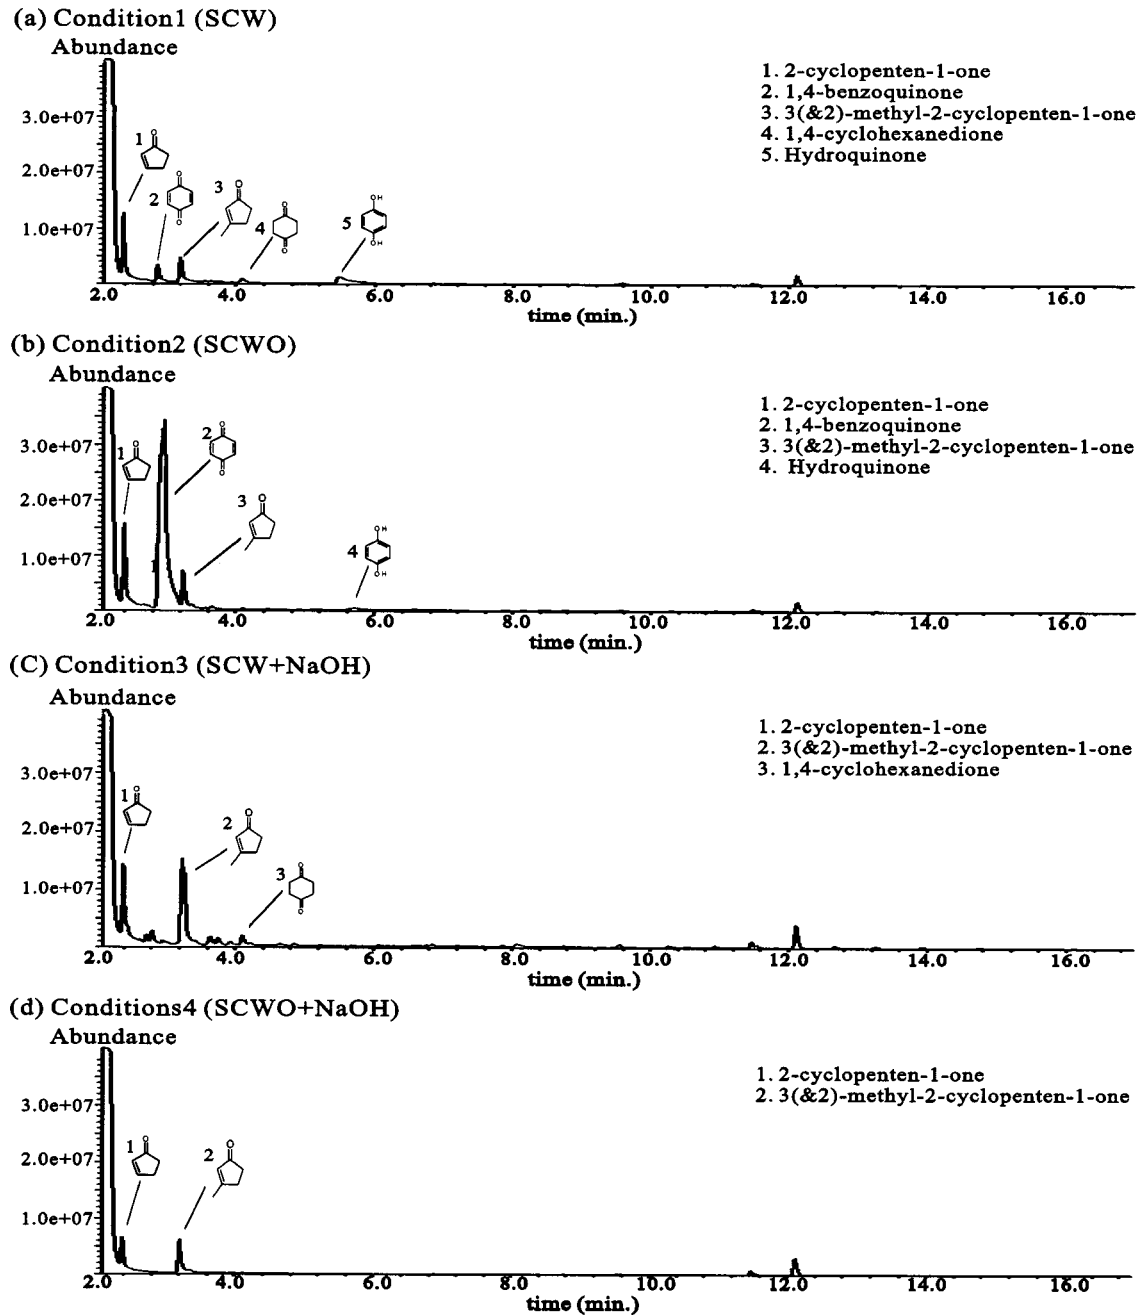 (a) Condition1 (SCW)
Abundance
1. 2-cyclopenten-1-one
2. 1,4-benzoquinone
3. 3(&2)-methyl-2-cyclopenten-1-one
4. 1,4-cyclohexanedione
5. Hydroquinone
3.0e+07
2.0e+07
1.0e+07
1
O
2
O
O
3
O
4
O
O
5
OH
OH
2.0 4.0 6.0 8.0 10.0 12.0 14.0 16.0
time (min.)
(b) Condition2 (SCWO)
Abundance
1. 2-cyclopenten-1-one
2. 1,4-benzoquinone
3. 3(&2)-methyl-2-cyclopenten-1-one
4. Hydroquinone
3.0e+07
2.0e+07
1.0e+07
1
O
2
O
O
3
O
1
4
OH
OH
2.0 4.0 6.0 8.0 10.0 12.0 14.0 16.0
time (min.)
(C) Condition3 (SCW+NaOH)
Abundance
1. 2-cyclopenten-1-one
2. 3(&2)-methyl-2-cyclopenten-1-one
3. 1,4-cyclohexanedione
3.0e+07
2.0e+07
1.0e+07
1
O
2
O
3
O
O
2.0 4.0 6.0 8.0 10.0 12.0 14.0 16.0
time (min.)
(d) Conditions4 (SCWO+NaOH)
Abundance
1. 2-cyclopenten-1-one
2. 3(&2)-methyl-2-cyclopenten-1-one
3.0e+07
2.0e+07
1.0e+07
1
O
2
O
2.0 4.0 6.0 8.0 10.0 12.0 14.0 16.0
time (min.)